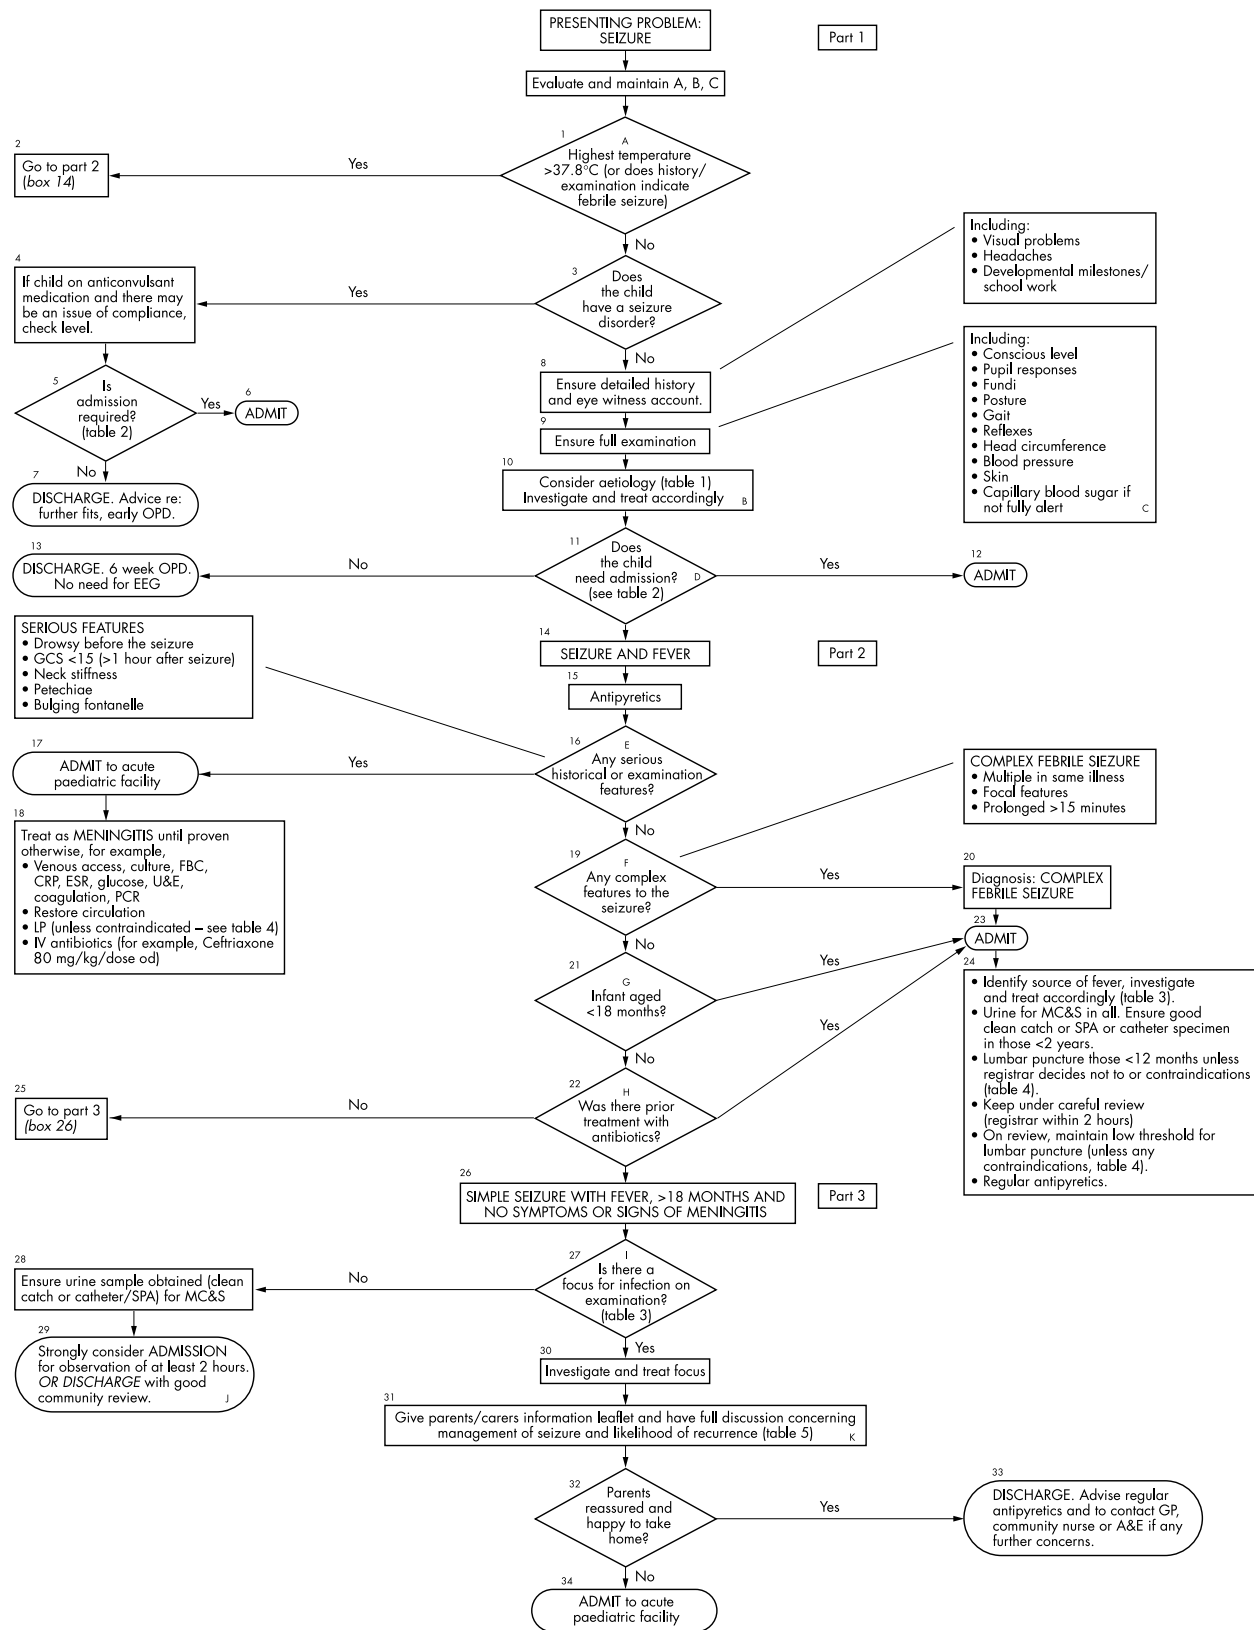 PRESENTING PROBLEM:
SEIZURE
Part 1
Evaluate and maintain A, B, C
1
A
Highest temperature
>37.8°C (or does history/
examination indicate
febrile seizure)
Yes
2
Go to part 2
(box 14)
No
3
Does
the child
have a seizure
disorder?
Yes
4
If child on anticonvulsant
medication and there may
be an issue of compliance,
check level.
5
Is
admission
required?
(table 2)
Yes
6
ADMIT
No
7
DISCHARGE. Advice re:
further fits, early OPD.
No
8
Ensure detailed history
and eye witness account.
Including:
• Visual problems
• Headaches
• Developmental milestones/
school work
9
Ensure full examination
Including:
• Conscious level
• Pupil responses
• Fundi
• Posture
• Gait
• Reflexes
• Head circumference
• Blood pressure
• Skin
• Capillary blood sugar if
not fully alert
C
10
Consider aetiology (table 1)
Investigate and treat accordingly
B
11
Does
the child
need admission?
D
(see table 2)
Yes
12
ADMIT
No
13
DISCHARGE. 6 week OPD.
No need for EEG
14
SEIZURE AND FEVER
Part 2
15
Antipyretics
16
E
Any serious
historical or examination
features?
SERIOUS FEATURES
• Drowsy before the seizure
• GCS <15 (>1 hour after seizure)
• Neck stiffness
• Petechiae
• Bulging fontanelle
Yes
17
ADMIT to acute
paediatric facility
18
Treat as MENINGITIS until proven
otherwise, for example,
• Venous access, culture, FBC,
CRP, ESR, glucose, U&E,
coagulation, PCR
• Restore circulation
• LP (unless contraindicated – see table 4)
• IV antibiotics (for example, Ceftriaxone
80 mg/kg/dose od)
No
19
F
Any complex
features to the
seizure?
COMPLEX FEBRILE SIEZURE
• Multiple in same illness
• Focal features
• Prolonged >15 minutes
Yes
20
Diagnosis: COMPLEX
FEBRILE SEIZURE
No
21
G
Infant aged
<18 months?
Yes
23
ADMIT
24
• Identify source of fever, investigate
and treat accordingly (table 3).
• Urine for MC&S in all. Ensure good
clean catch or SPA or catheter specimen
in those <2 years.
• Lumbar puncture those <12 months unless
registrar decides not to or contraindications
(table 4).
• Keep under careful review
(registrar within 2 hours)
• On review, maintain low threshold for
lumbar puncture (unless any
contraindications, table 4).
• Regular antipyretics.
No
22
H
Was there prior
treatment with
antibiotics?
Yes
No
25
Go to part 3
(box 26)
26
SIMPLE SEIZURE WITH FEVER, >18 MONTHS AND
NO SYMPTOMS OR SIGNS OF MENINGITIS
Part 3
27
I
Is there a
focus for infection on
examination?
(table 3)
No
28
Ensure urine sample obtained (clean
catch or catheter/SPA) for MC&S
29
Strongly consider ADMISSION
for observation of at least 2 hours.
OR DISCHARGE with good
community review.
J
Yes
30
Investigate and treat focus
31
Give parents/carers information leaflet and have full discussion concerning
management of seizure and likelihood of recurrence (table 5)
K
32
Parents
reassured and
happy to take
home?
Yes
33
DISCHARGE. Advise regular
antipyretics and to contact GP,
community nurse or A&E if any
further concerns.
No
34
ADMIT to acute
paediatric facility